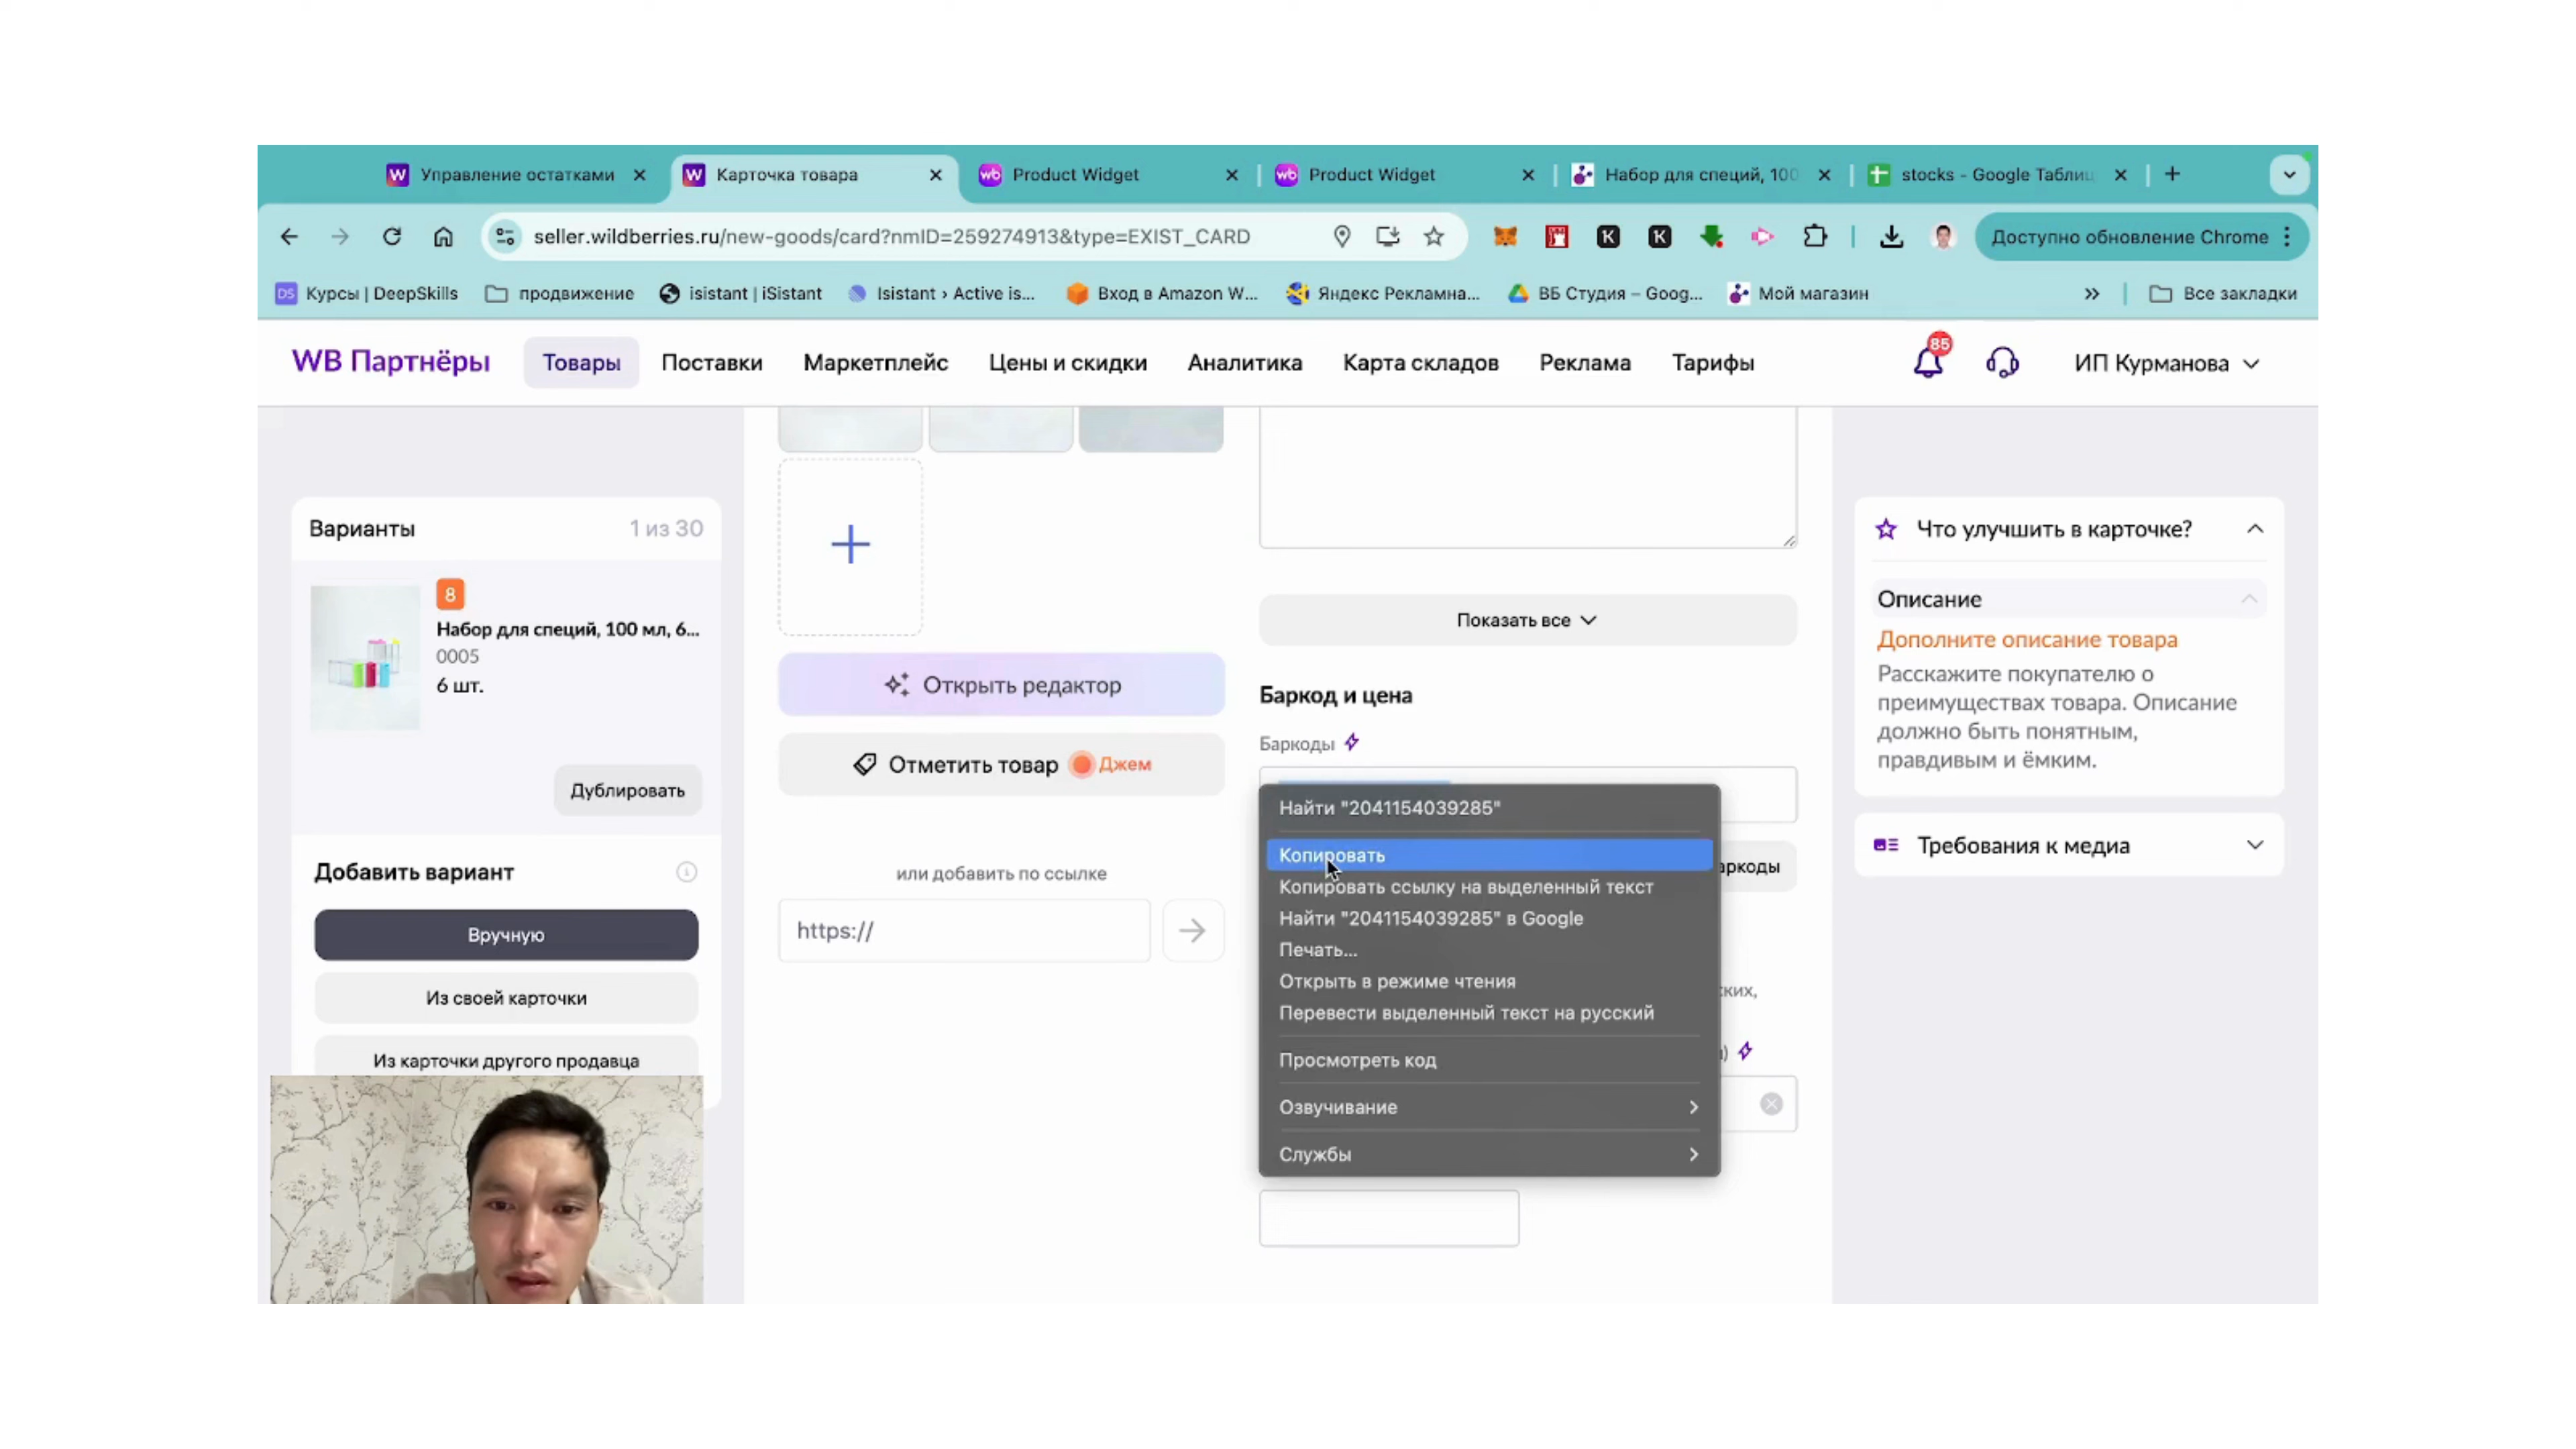 Управление остатками
Карточка товара
Product Widget
Product Widget
Набор для специй, 100
stocks - Google Таблиц
seller.wildberries.ru/new-goods/card?nmID=259274913&type=EXIST_CARD
Доступно обновление Chrome
DS Курсы | DeepSkills
продвижение
isistant | iSistant
Isistant › Active is...
Вход в Amazon W...
Яндекс Рекламна...
ВБ Студия – Goog...
Мой магазин
Все закладки
WB Партнёры
Товары
Поставки
Маркетплейс
Цены и скидки
Аналитика
Карта складов
Реклама
Тарифы
85
ИП Курманова
Варианты
1 из 30
8
Набор для специй, 100 мл, 6...
0005
6 шт.
Дублировать
Добавить вариант
Вручную
Из своей карточки
Из карточки другого продавца
Открыть редактор
Отметить товар Джем
или добавить по ссылке
https://
Показать все
Баркод и цена
Баркоды
Найти "2041154039285"
Копировать
Копировать ссылку на выделенный текст
Найти "2041154039285" в Google
Печать...
Открыть в режиме чтения
Перевести выделенный текст на русский
Просмотреть код
Озвучивание
Службы
аркоды
ских,
Что улучшить в карточке?
Описание
Дополните описание товара
Расскажите покупателю о
преимуществах товара. Описание
должно быть понятным,
правдивым и ёмким.
Требования к медиа